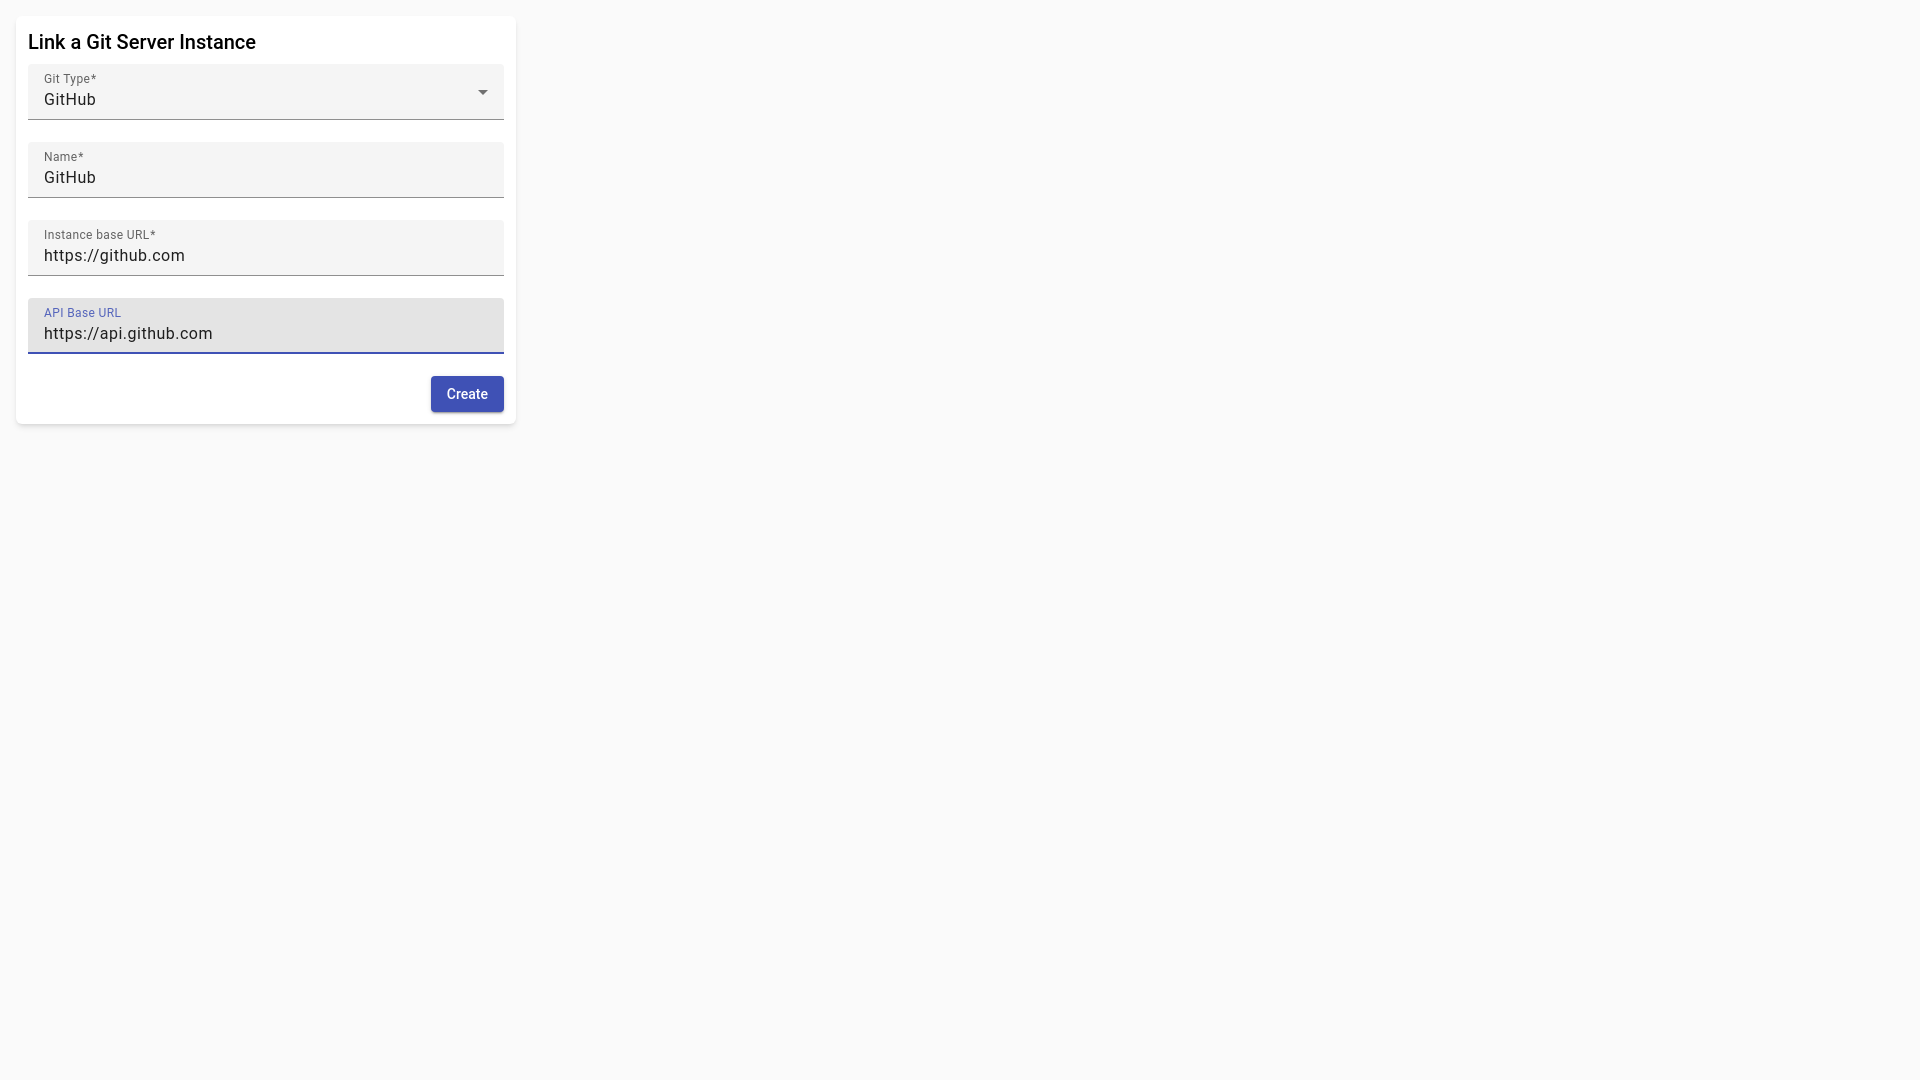 Link a Git Server Instance
Git Type*
GitHub
Name*
GitHub
Instance base URL*
https://github.com
API Base URL
https://api.github.com
Create